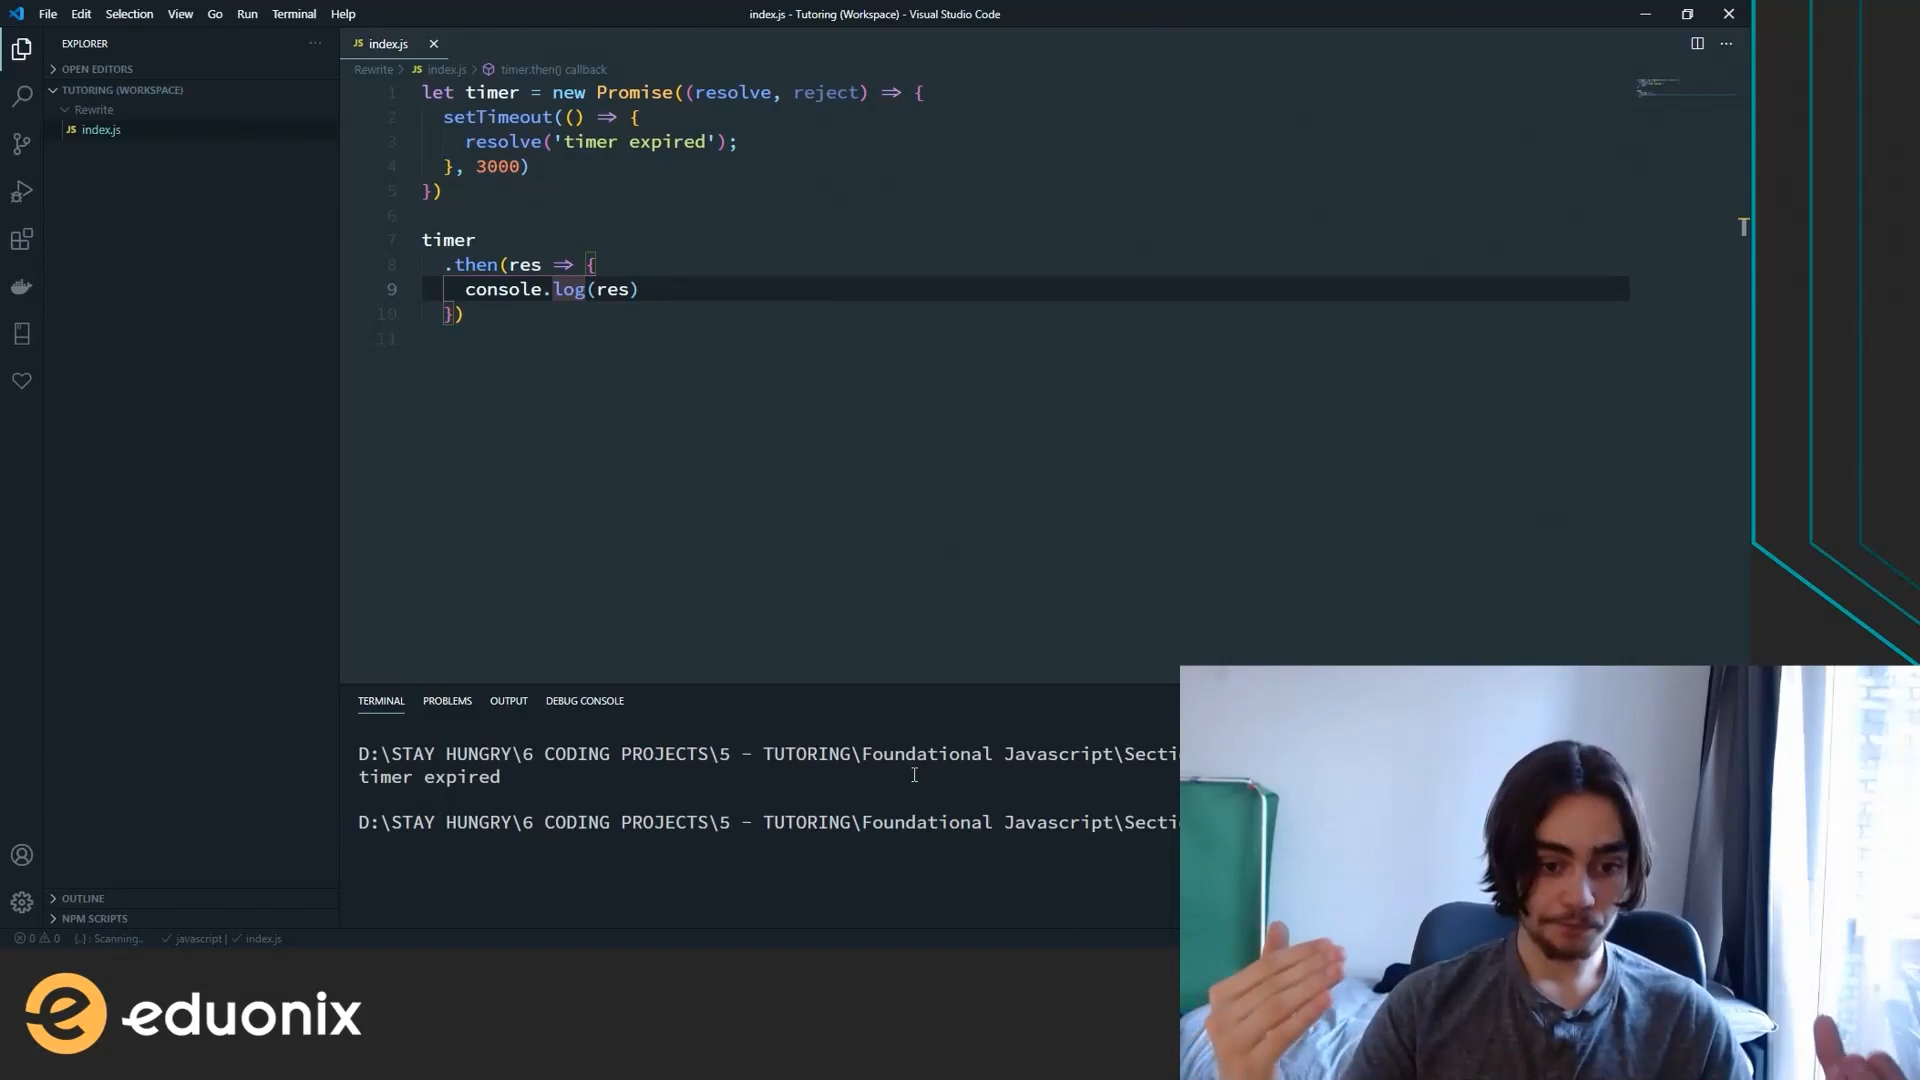 File Edit Selection View Go Run Terminal Help
index.js - Tutoring (Workspace) - Visual Studio Code
EXPLORER
OPEN EDITORS
TUTORING (WORKSPACE)
Rewrite
JS index.js
OUTLINE
NPM SCRIPTS
JS index.js
Rewrite > JS index.js > timer.then() callback
1 let timer = new Promise((resolve, reject) => {
2 setTimeout(() => {
3 resolve('timer expired');
4 }, 3000)
5 })
6
7 timer
8 .then(res => {
9 console.log(res)
10 })
11
TERMINAL PROBLEMS OUTPUT DEBUG CONSOLE
D:\STAY HUNGRY\6 CODING PROJECTS\5 - TUTORING\Foundational Javascript\Secti
timer expired
D:\STAY HUNGRY\6 CODING PROJECTS\5 - TUTORING\Foundational Javascript\Secti
0 0 {..} : Scanning.. javascript | index.js
eduonix